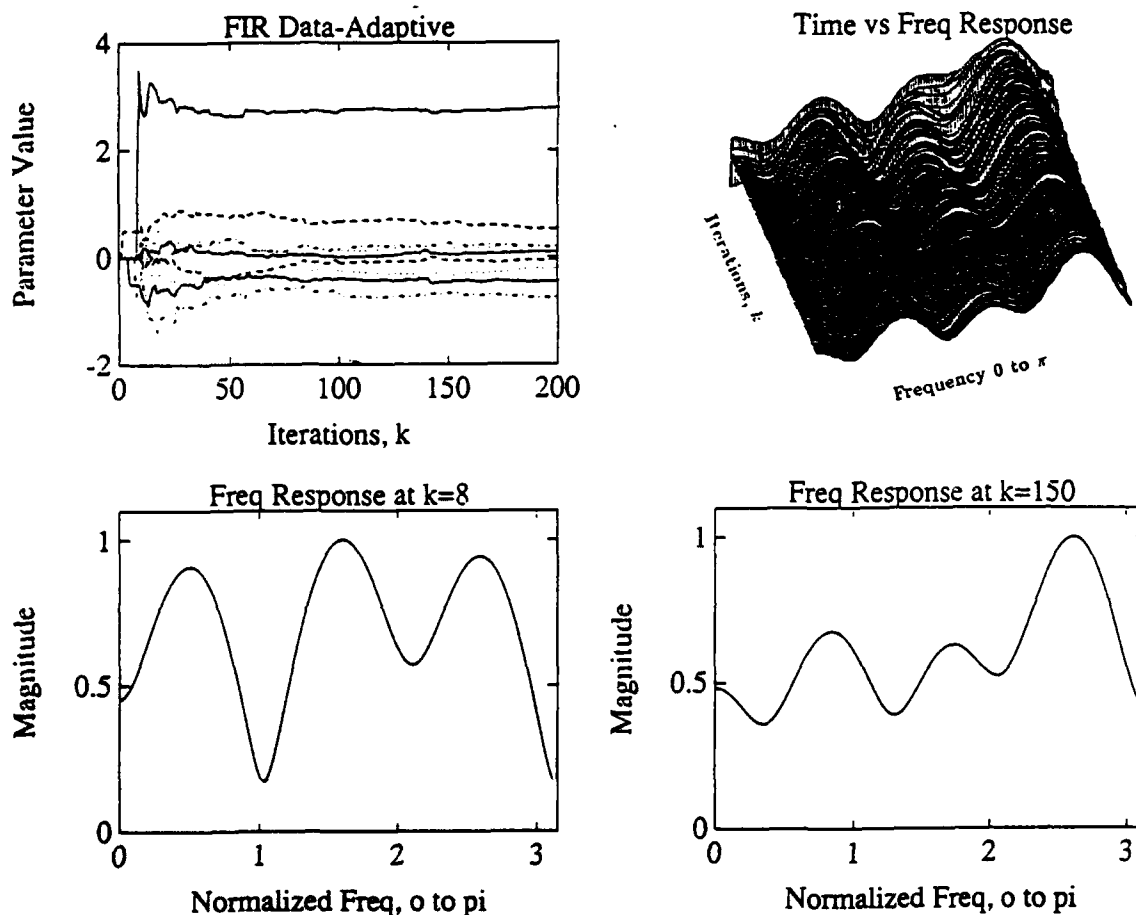 FIR Data-Adaptive
4
2
0
-2
0
50
100
150
200
Parameter Value
Iterations, k
Time vs Freq Response
Iterations, k
Frequency 0 to π
Freq Response at k=8
1
0.5
0
0
1
2
3
Magnitude
Normalized Freq, o to pi
Freq Response at k=150
1
0.5
0
0
1
2
3
Magnitude
Normalized Freq, o to pi